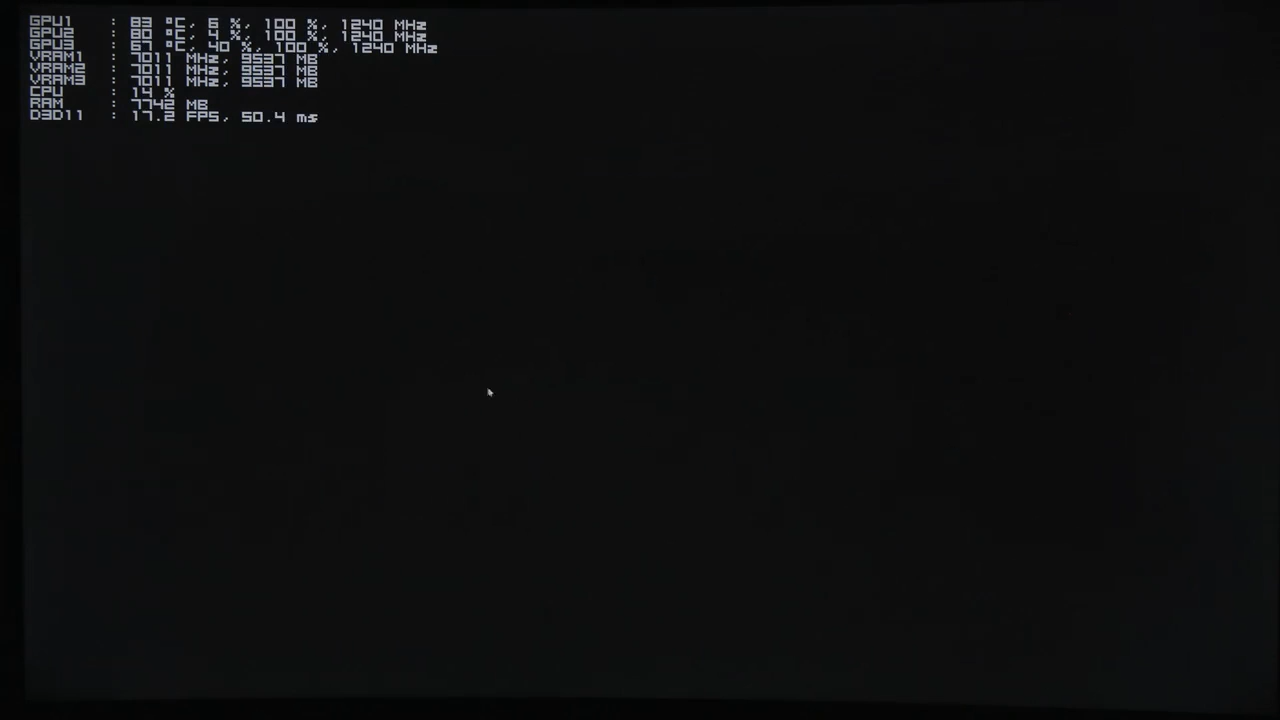 GPU1 : 83 °C, 6 %, 100 %, 1240 MHz
GPU2 : 80 °C, 4 %, 100 %, 1240 MHz
GPU3 : 67 °C, 40 %, 100 %, 1240 MHz
VRAM1 : 7011 MHz, 9537 MB
VRAM2 : 7011 MHz, 9537 MB
VRAM3 : 7011 MHz, 9537 MB
CPU : 14 %
RAM : 7742 MB
D3D11 : 17.2 FPS, 50.4 ms